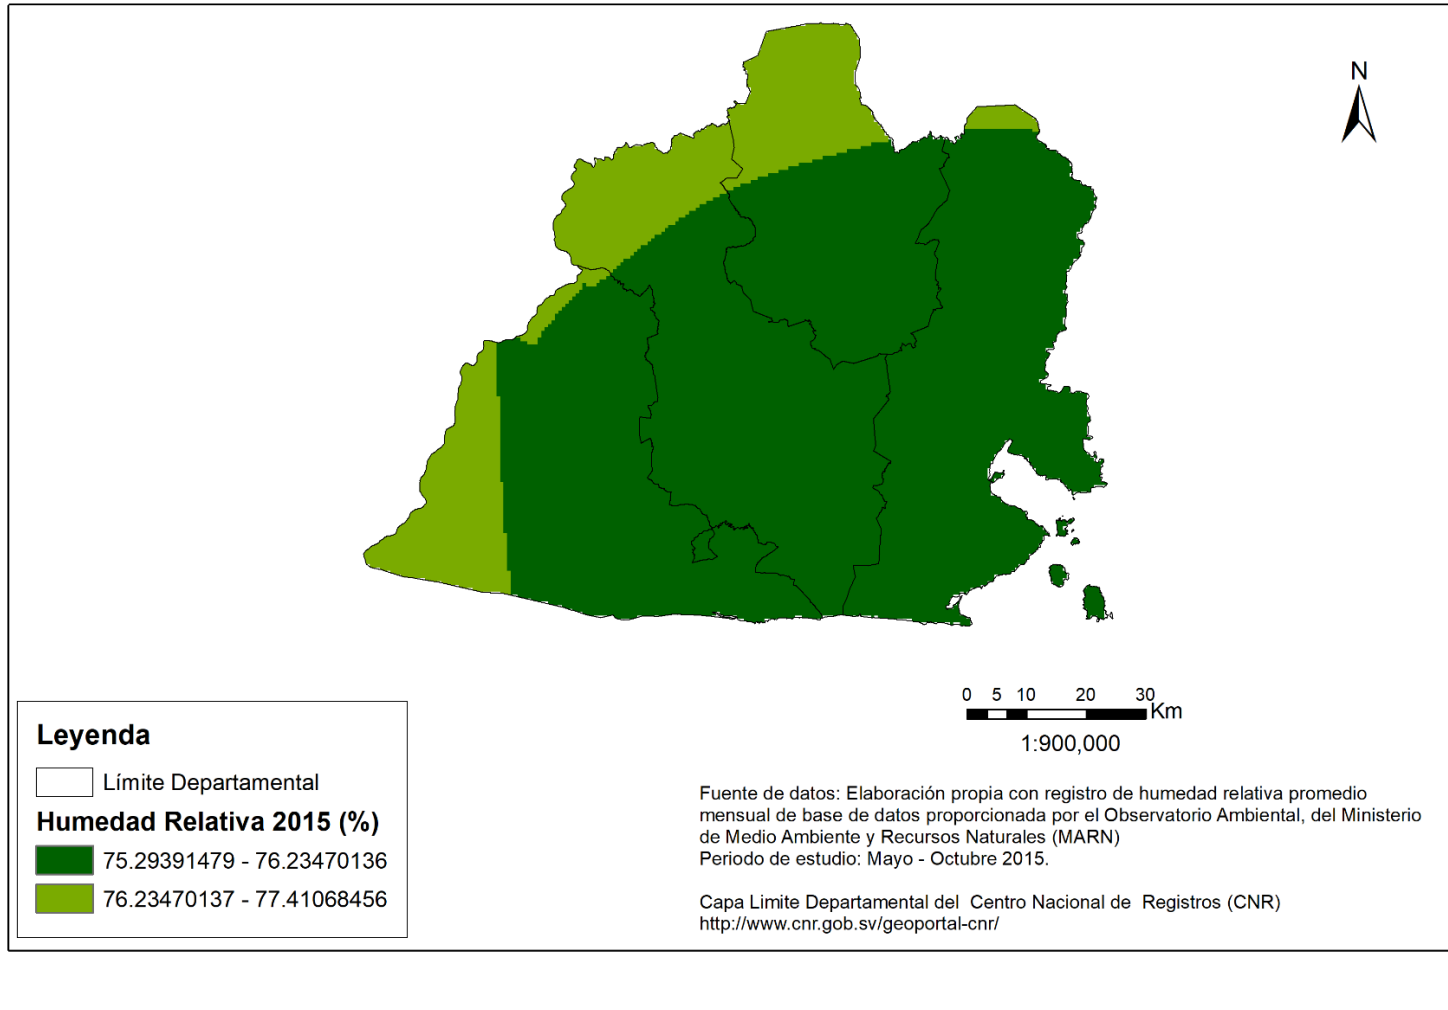 N
0 5 10 20 30
Km
1:900,000
Leyenda
Límite Departamental
Humedad Relativa 2015 (%)
75.29391479 - 76.23470136
76.23470137 - 77.41068456
Fuente de datos: Elaboración propia con registro de humedad relativa promedio
mensual de base de datos proporcionada por el Observatorio Ambiental, del Ministerio
de Medio Ambiente y Recursos Naturales (MARN)
Periodo de estudio: Mayo - Octubre 2015.
Capa Limite Departamental del Centro Nacional de Registros (CNR)
http://www.cnr.gob.sv/geoportal-cnr/